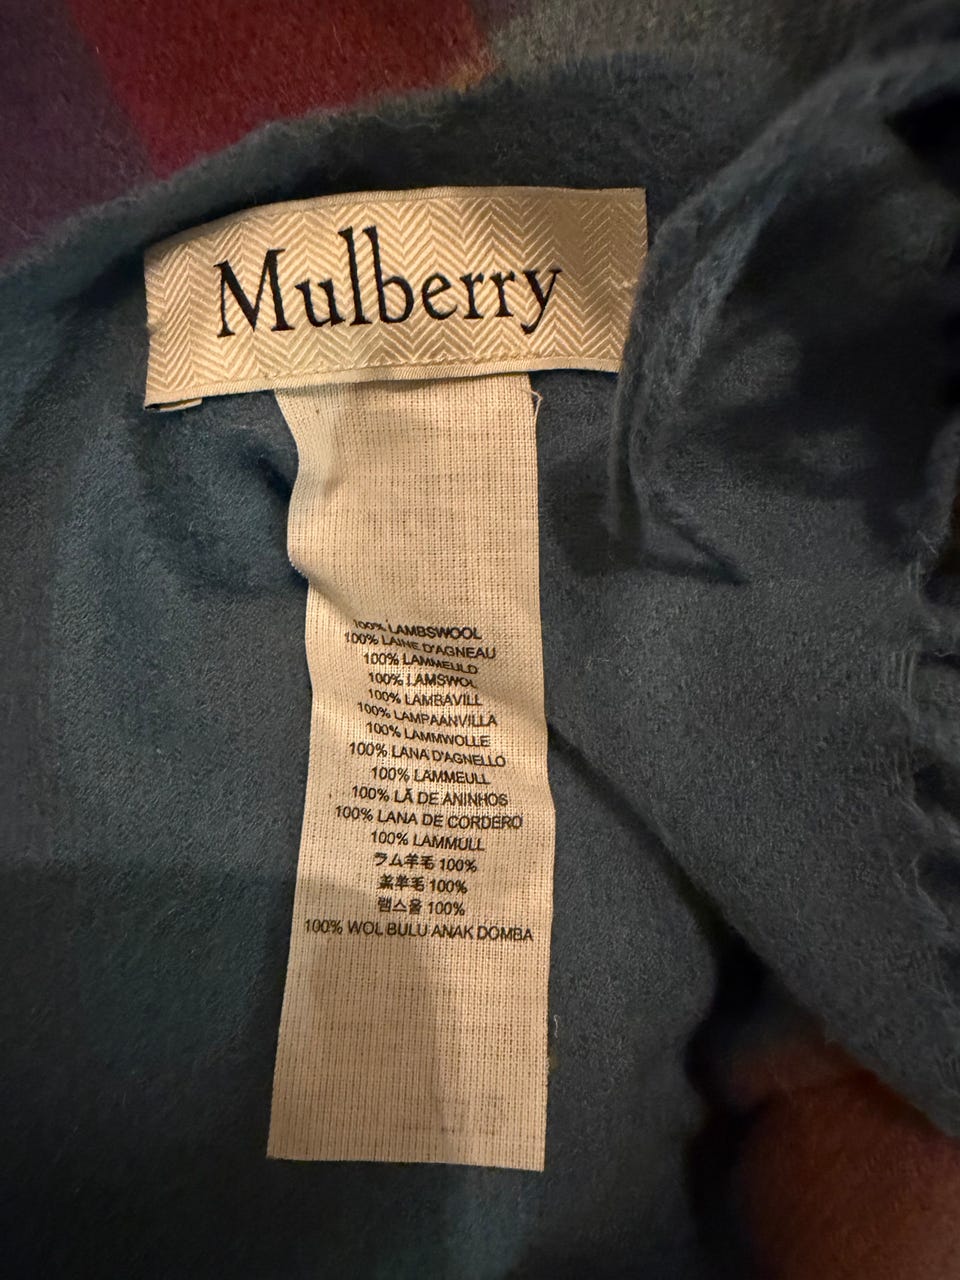 Mulberry
100% LAMBSWOOL
100% LAINE D'AGNEAU
100% LAMMEULD
100% LAMSWOL
100% LAMBAVILL
100% LAMPAANVILLA
100% LAMMWOLLE
100% LANA D'AGNELLO
100% LAMMEULL
100% LÃ DE ANINHOS
100% LANA DE CORDERO
100% LAMMULL
ラム羊毛 100%
羔羊毛 100%
램스울 100%
100% WOL BULU ANAK DOMBA